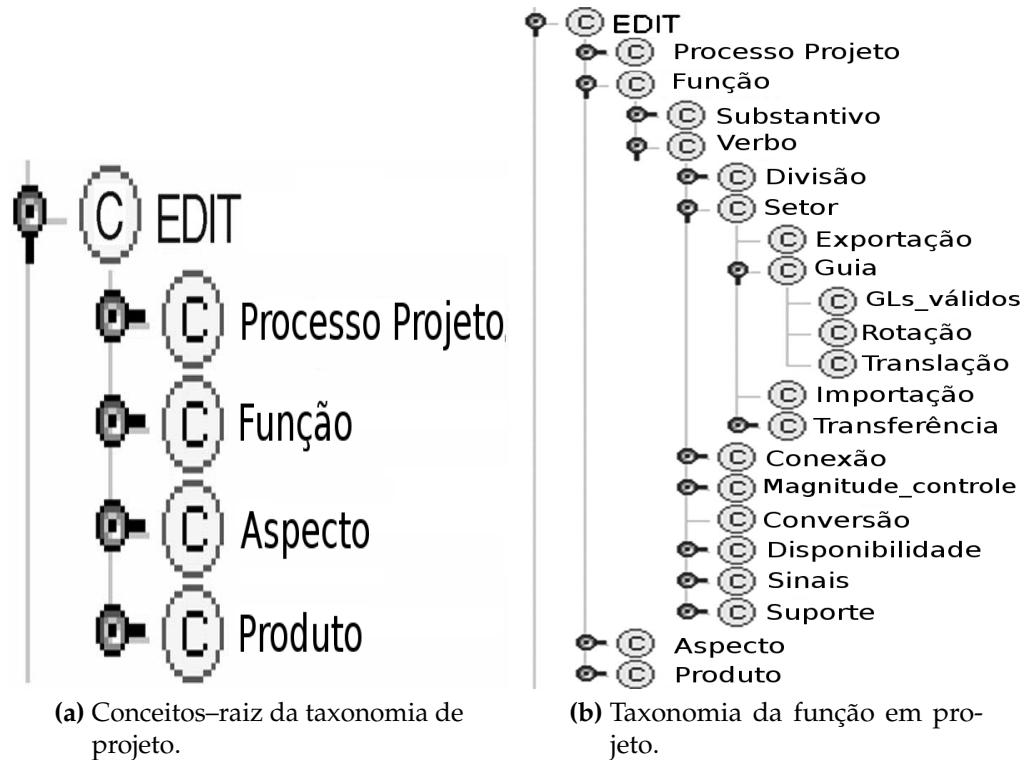 EDIT
Processo Projeto
Função
Aspecto
Produto
(a) Conceitos–raiz da taxonomia de
projeto.
EDIT
Processo Projeto
Função
Substantivo
Verbo
Divisão
Setor
Exportação
Guia
GLs_válidos
Rotação
Translação
Importação
Transferência
Conexão
Magnitude_controle
Conversão
Disponibilidade
Sinais
Suporte
Aspecto
Produto
(b) Taxonomia da função em pro-
jeto.